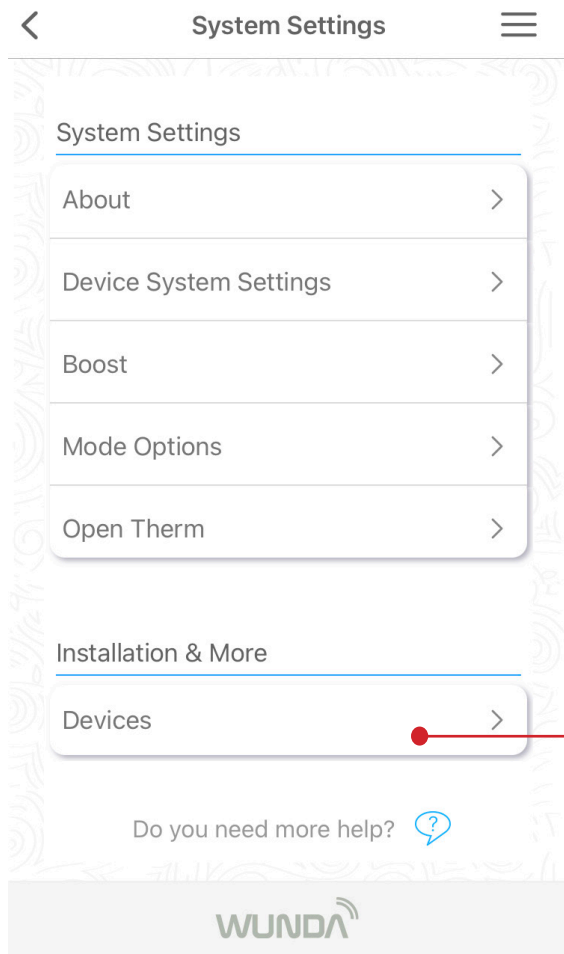 System Settings
System Settings
About
Device System Settings
Boost
Mode Options
Open Therm
Installation & More
Devices
Do you need more help? ?
WUNDA